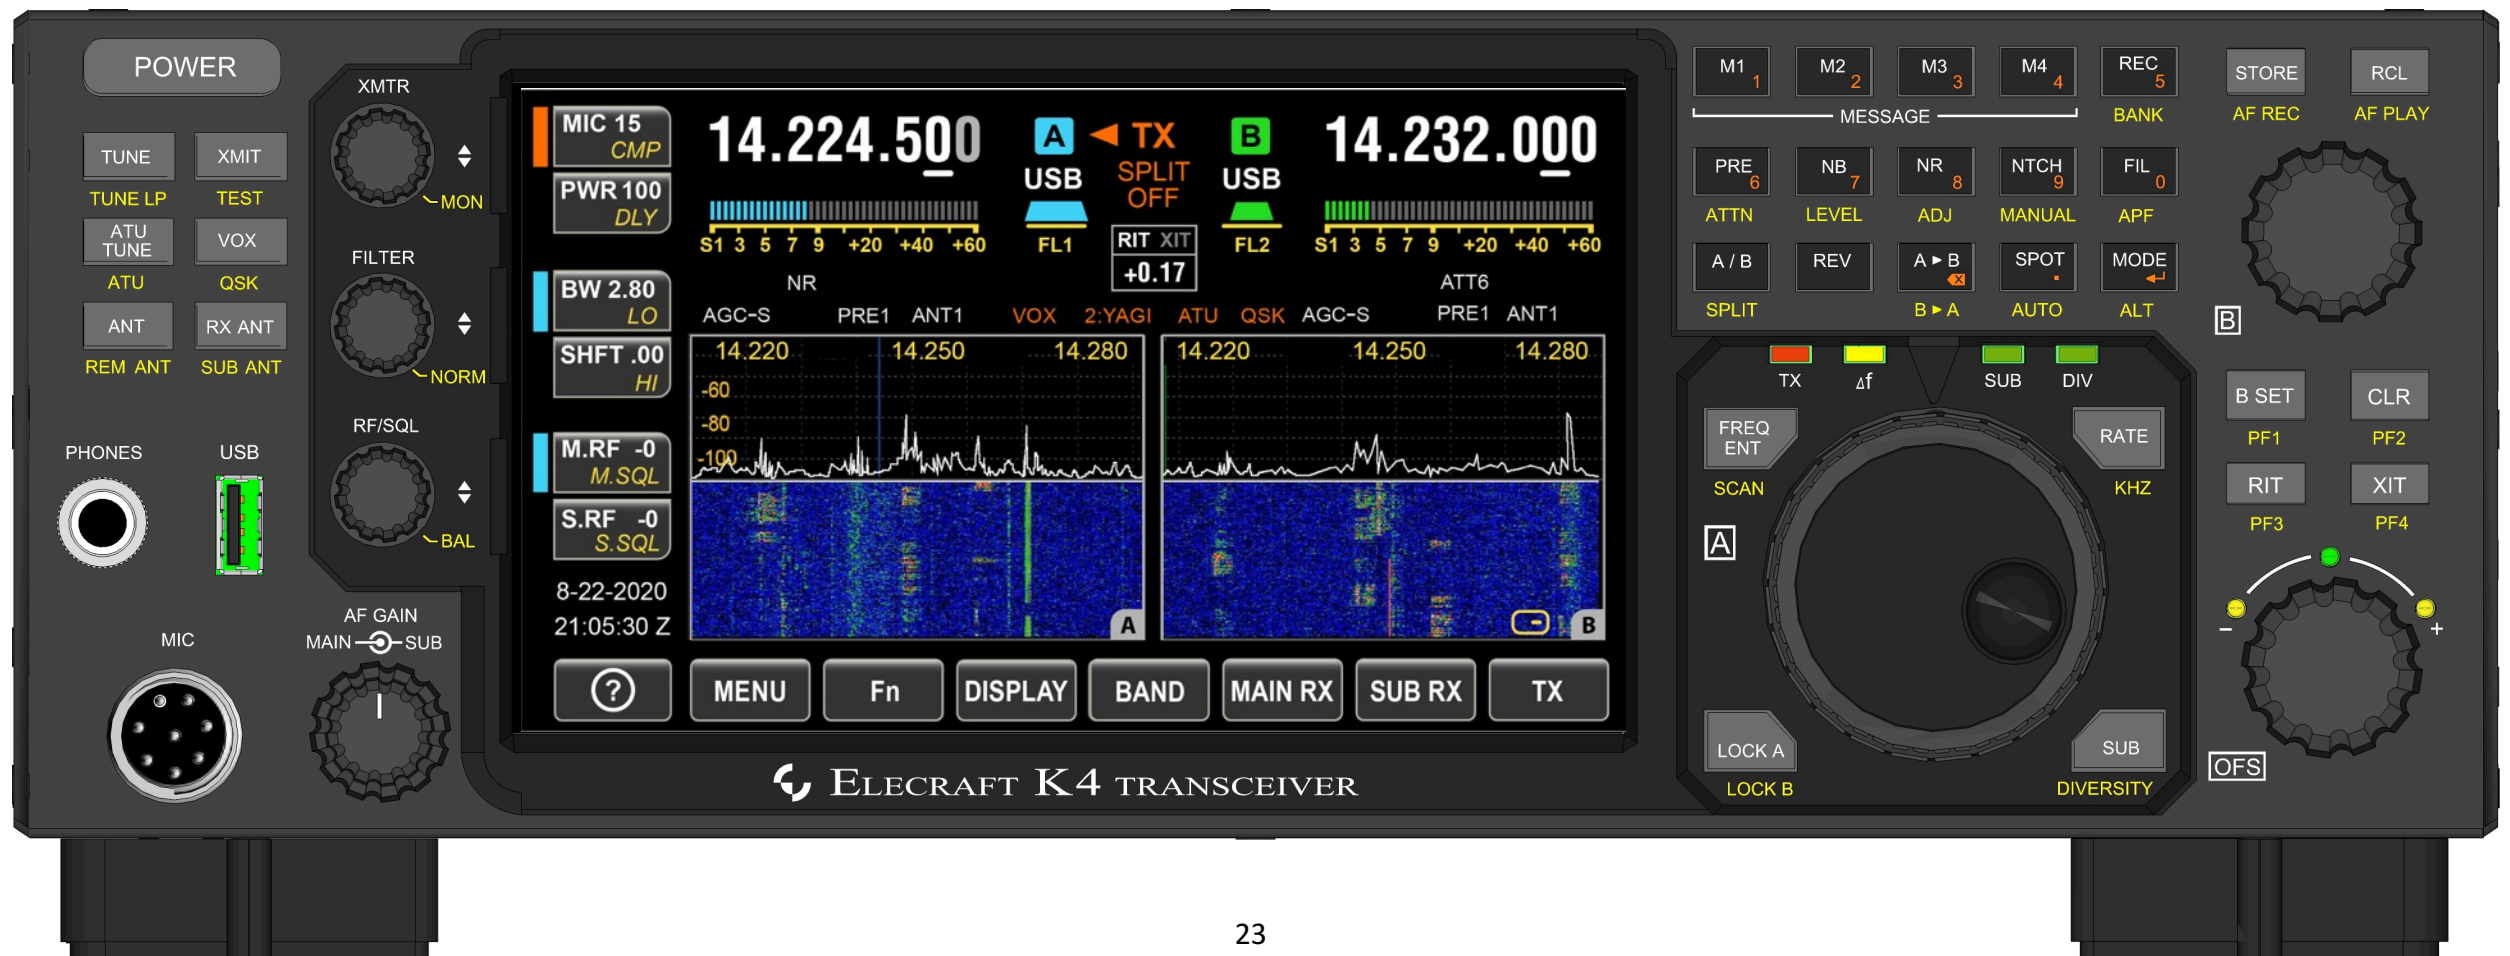 POWER
TUNE XMIT
TUNE LP TEST
ATU TUNE VOX
ATU QSK
ANT RX ANT
REM ANT SUB ANT
PHONES USB
MIC
XMTR
MON
FILTER
NORM
RF/SQL
BAL
AF GAIN
MAIN SUB
MIC 15
CMP
PWR 100
DLY
BW 2.80
LO
SHFT .00
HI
M.RF -0
M.SQL
S.RF -0
S.SQL
8-22-2020
21:05:30 Z
14.224.500 A TX B 14.232.000
USB SPLIT OFF USB
S1 3 5 7 9 +20 +40 +60 FL1 FL2 S1 3 5 7 9 +20 +40 +60
RIT XIT
+0.17
NR ATT6
AGC-S PRE1 ANT1 VOX 2:YAGI ATU QSK AGC-S PRE1 ANT1
14.220 14.250 14.280 14.220 14.250 14.280
-60
-80
-100
A B
? MENU Fn DISPLAY BAND MAIN RX SUB RX TX
ELECRAFT K4 TRANSCEIVER
M1 1 M2 2 M3 3 M4 4 REC 5
MESSAGE BANK
PRE 6 NB 7 NR 8 NTCH 9 FIL 0
ATTN LEVEL ADJ MANUAL APF
A / B REV A ▸ B SPOT . MODE
SPLIT B ▸ A AUTO ALT
STORE RCL
AF REC AF PLAY
B
TX Δf SUB DIV
FREQ ENT RATE
SCAN KHZ
A
LOCK A SUB
LOCK B DIVERSITY
B SET CLR
PF1 PF2
RIT XIT
PF3 PF4
− +
OFS
23